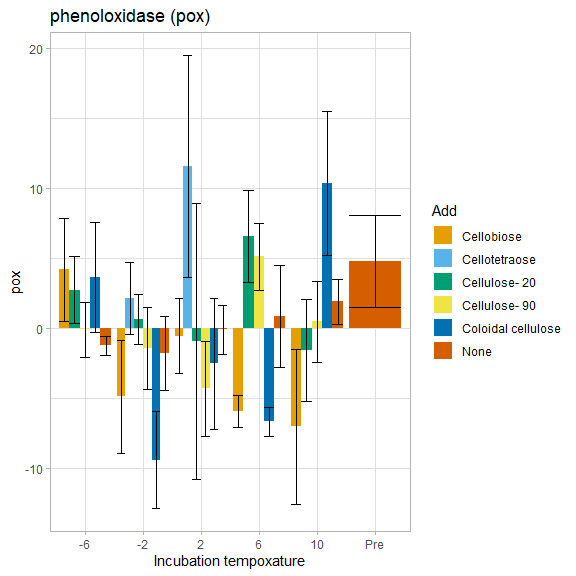 phenoloxidase (pox)
20
10
0
-10
pox
-6
-2
2
6
10
Pre
Incubation tempoxature
Add
Cellobiose
Cellotetraose
Cellulose- 20
Cellulose- 90
Coloidal cellulose
None